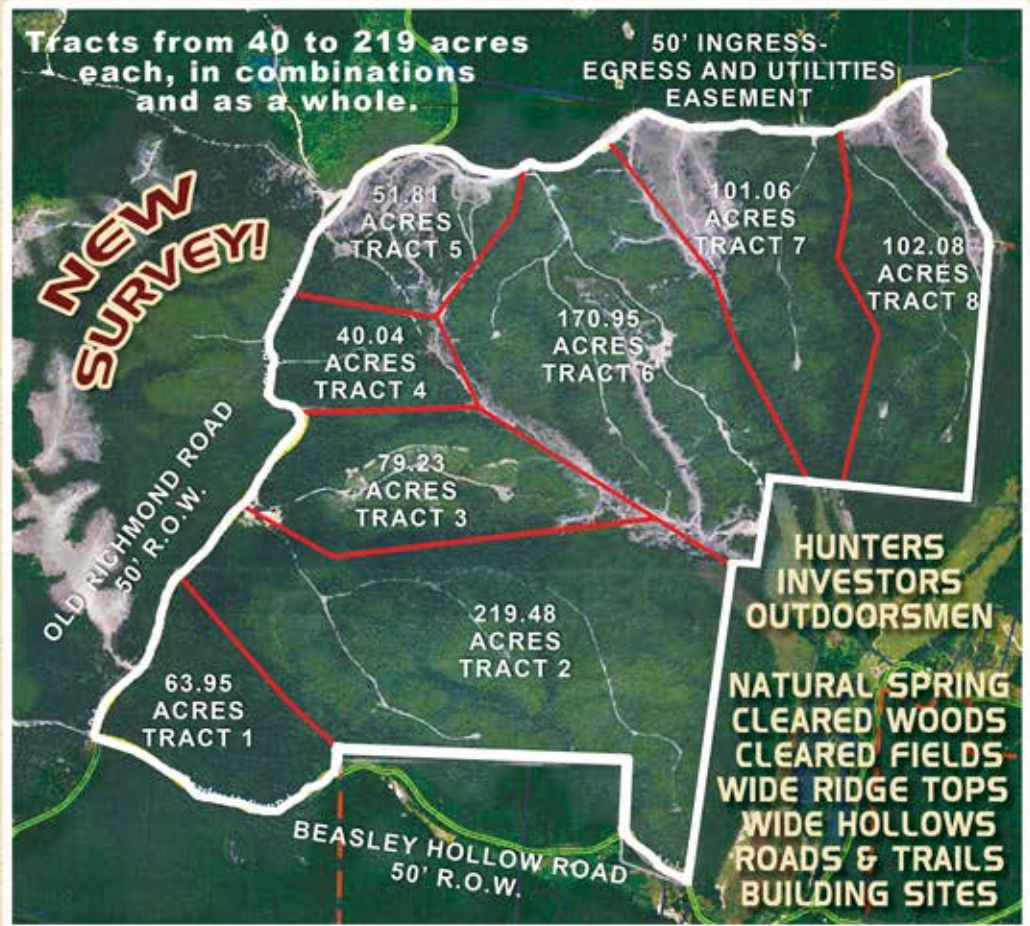 Tracts from 40 to 219 acres
each, in combinations
and as a whole.
50' INGRESS-
EGRESS AND UTILITIES
EASEMENT
NEW
SURVEY!
51.81
ACRES
TRACT 5
101.06
ACRES
TRACT 7
102.08
ACRES
TRACT 8
40.04
ACRES
TRACT 4
170.95
ACRES
TRACT 6
79.23
ACRES
TRACT 3
OLD RICHMOND ROAD
50' R.O.W.
219.48
ACRES
TRACT 2
63.95
ACRES
TRACT 1
BEASLEY HOLLOW ROAD
50' R.O.W.
HUNTERS
INVESTORS
OUTDOORSMEN
NATURAL SPRING
CLEARED WOODS
CLEARED FIELDS
WIDE RIDGE TOPS
WIDE HOLLOWS
ROADS & TRAILS
BUILDING SITES